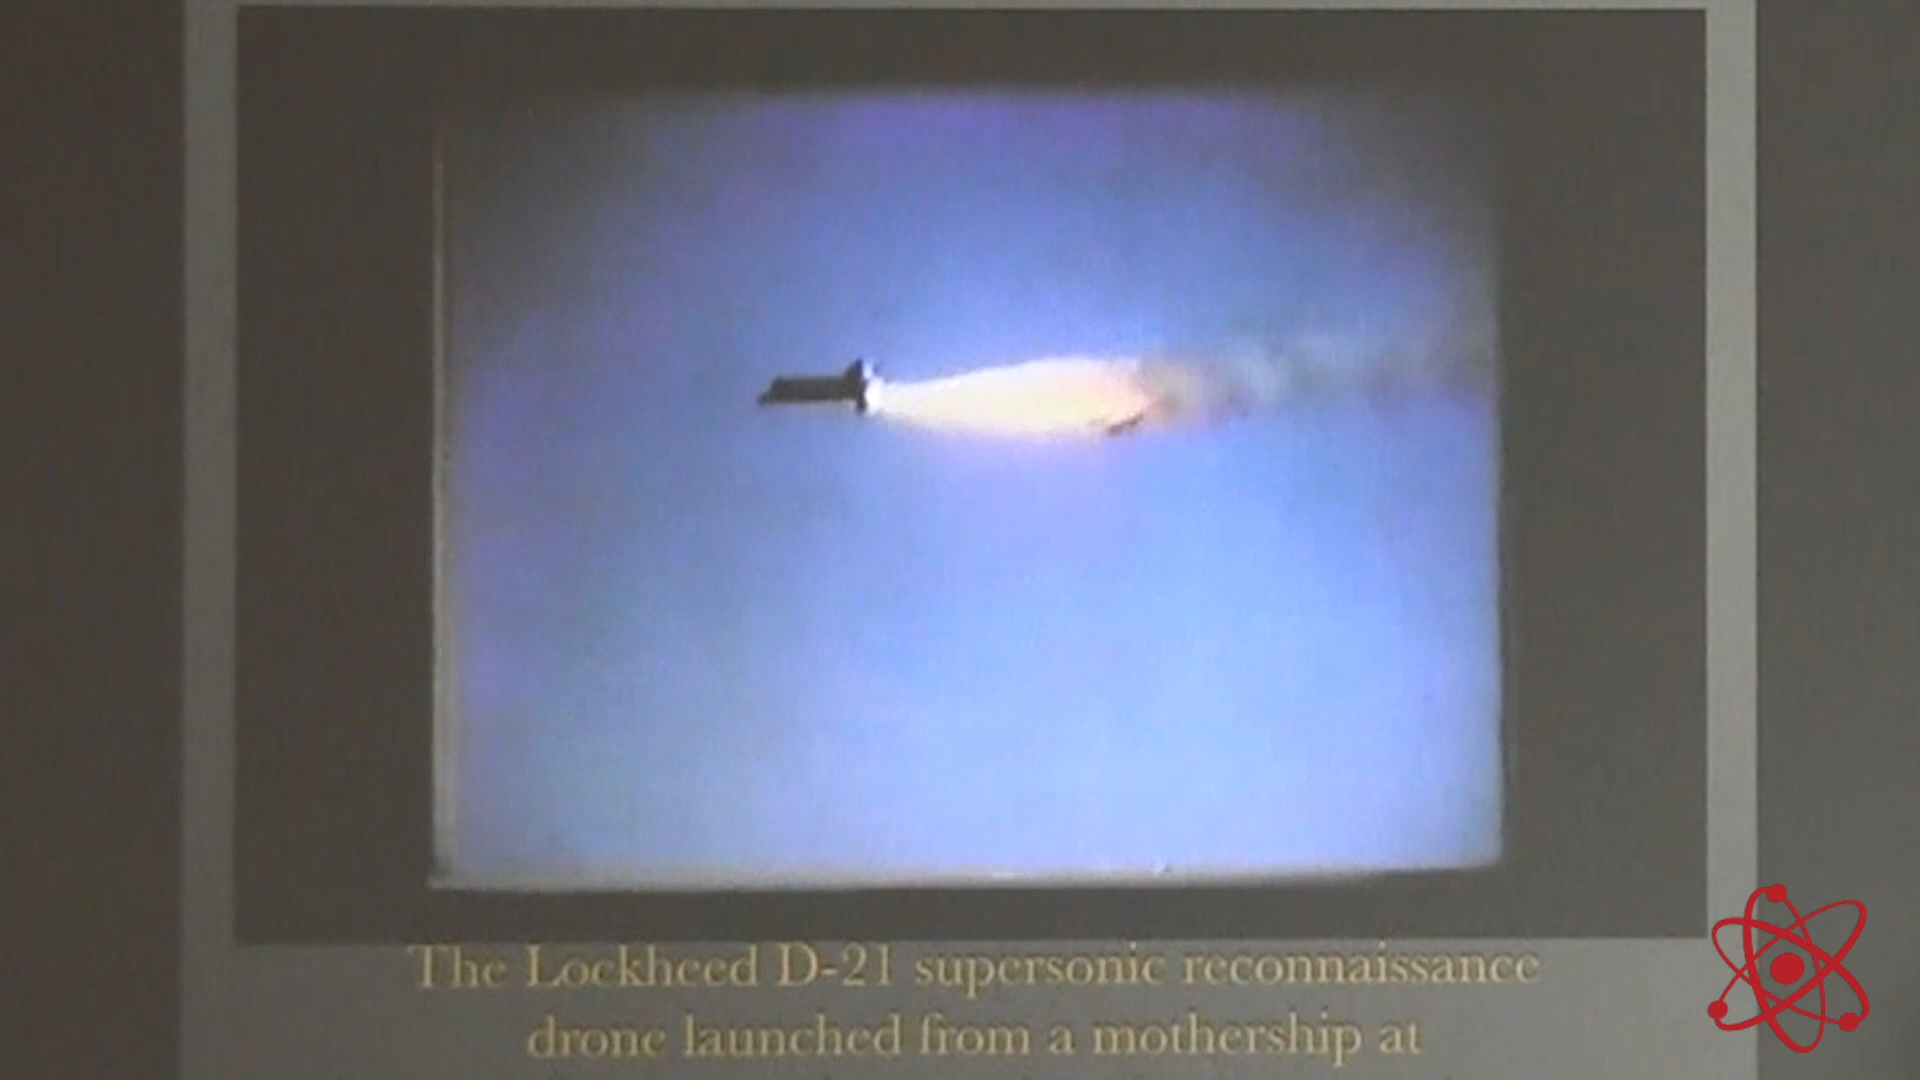 The Lockheed D-21 supersonic reconnaissance
drone launched from a mothership at